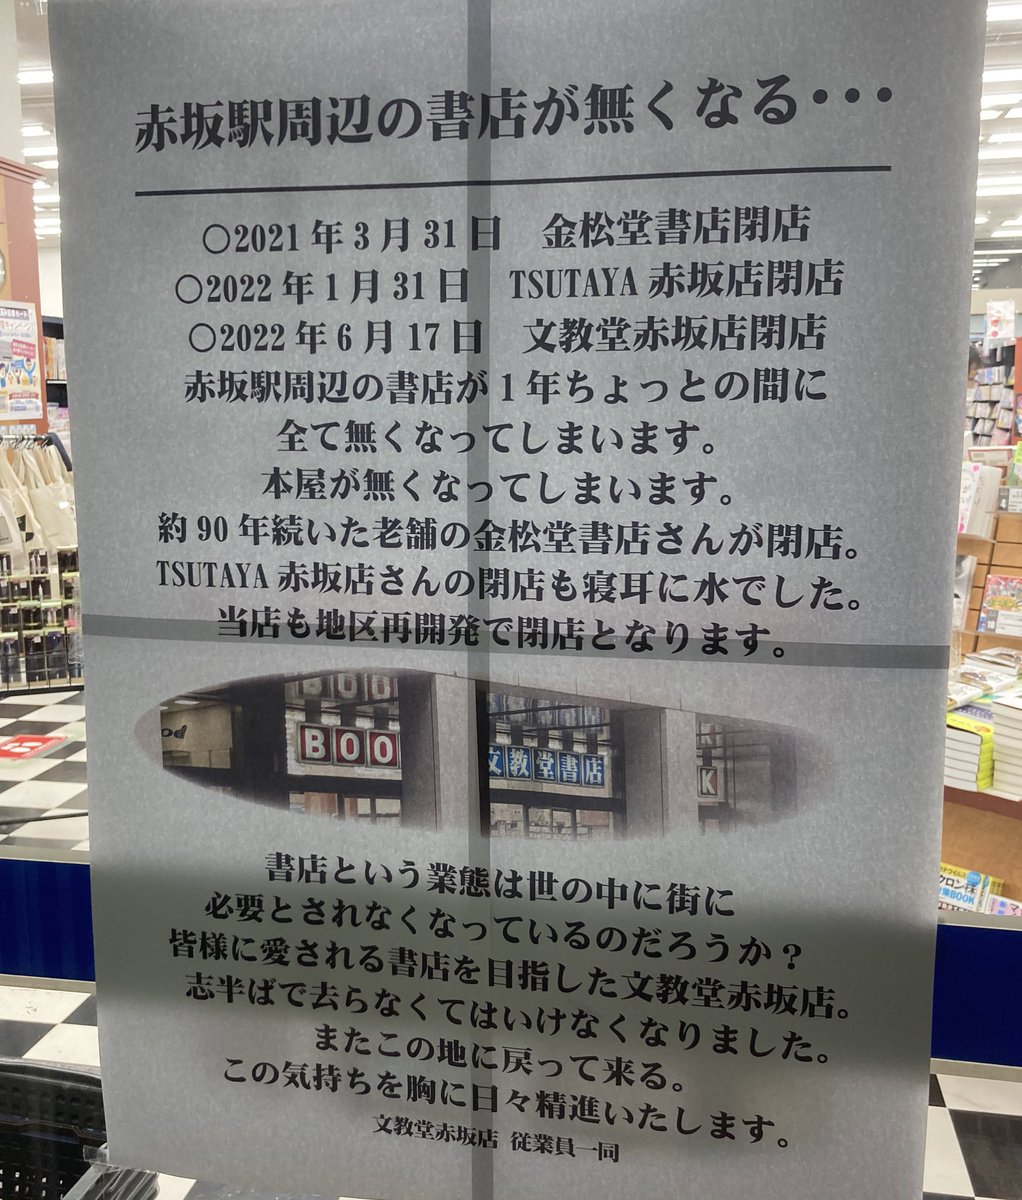 赤坂駅周辺の書店が無くなる・・・
○2021年3月31日　金松堂書店閉店
○2022年1月31日　TSUTAYA赤坂店閉店
○2022年6月17日　文教堂赤坂店閉店
赤坂駅周辺の書店が1年ちょっとの間に
全て無くなってしまいます。
本屋が無くなってしまいます。
約90年続いた老舗の金松堂書店さんが閉店。
TSUTAYA赤坂店さんの閉店も寝耳に水でした。
当店も地区再開発で閉店となります。
BOO
BOO
文教堂書店
K
書店という業態は世の中に街に
必要とされなくなっているのだろうか？
皆様に愛される書店を目指した文教堂赤坂店。
志半ばで去らなくてはいけなくなりました。
またこの地に戻って来る。
この気持ちを胸に日々精進いたします。
文教堂赤坂店 従業員一同